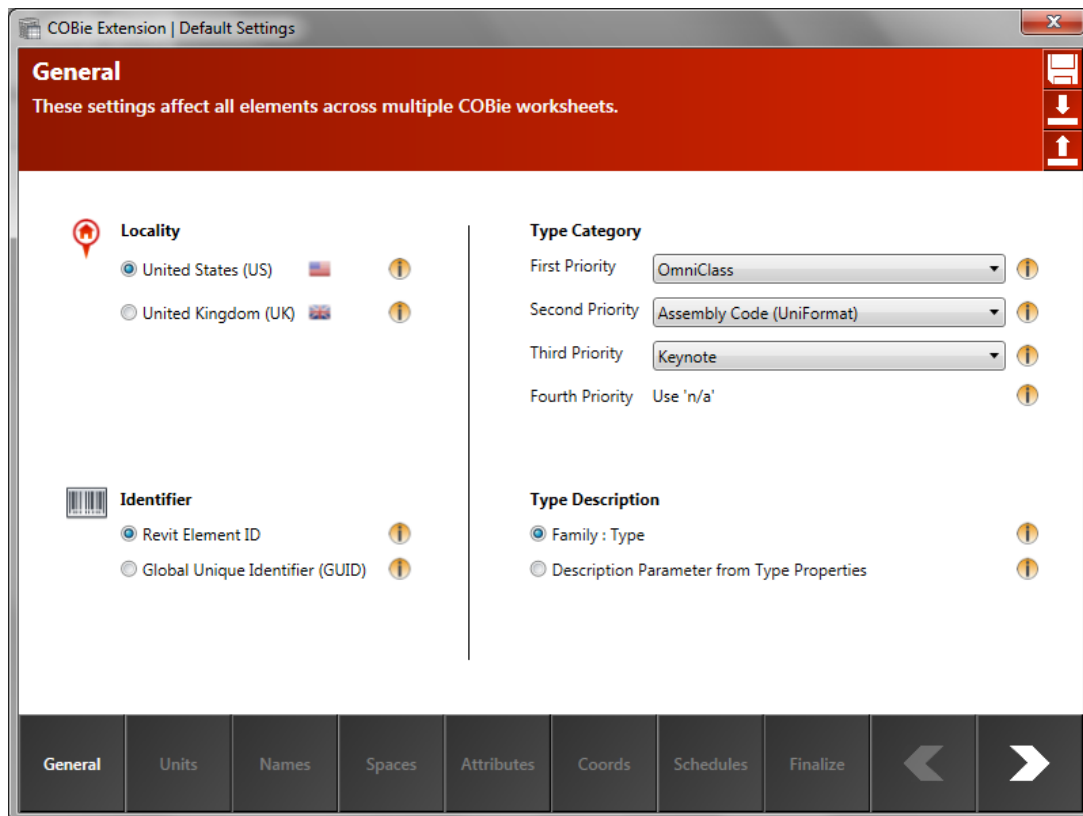 COBie Extension | Default Settings
General
These settings affect all elements across multiple COBie worksheets.
Locality
United States (US)
United Kingdom (UK)
Type Category
First Priority OmniClass
Second Priority Assembly Code (UniFormat)
Third Priority Keynote
Fourth Priority Use 'n/a'
Identifier
Revit Element ID
Global Unique Identifier (GUID)
Type Description
Family : Type
Description Parameter from Type Properties
General Units Names Spaces Attributes Coords Schedules Finalize